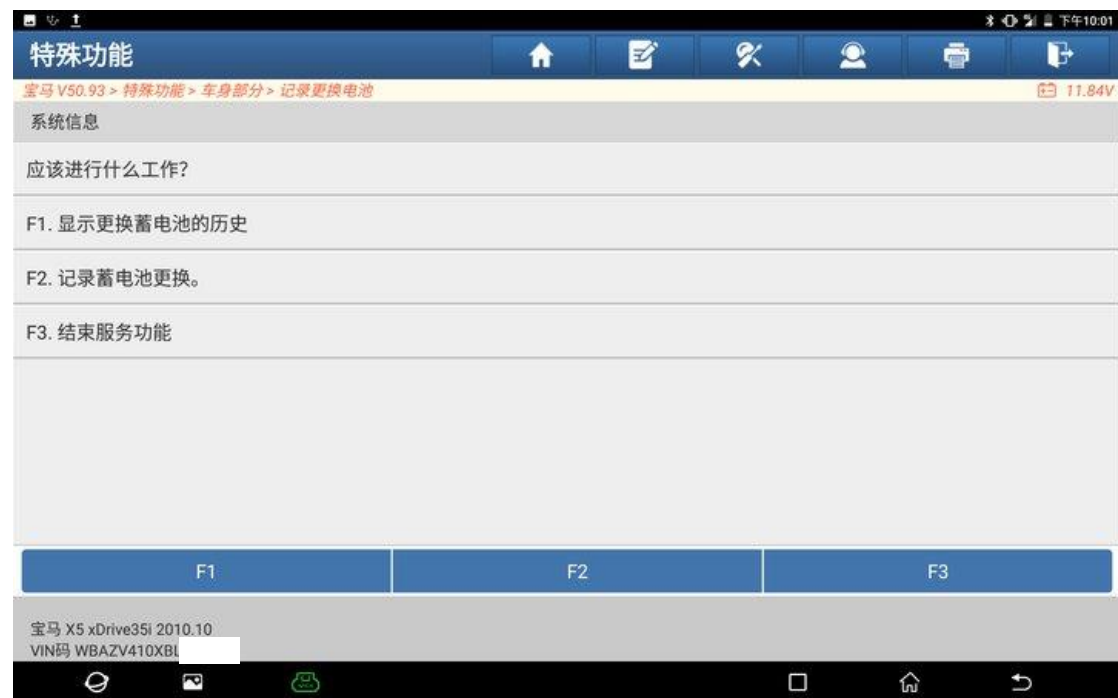 下午10:01
特殊功能
宝马 V50.93 > 特殊功能 > 车身部分 > 记录更换电池
11.84V
系统信息
应该进行什么工作?
F1. 显示更换蓄电池的历史
F2. 记录蓄电池更换。
F3. 结束服务功能
F1
F2
F3
宝马 X5 xDrive35i 2010.10
VIN码 WBAZV410XBL